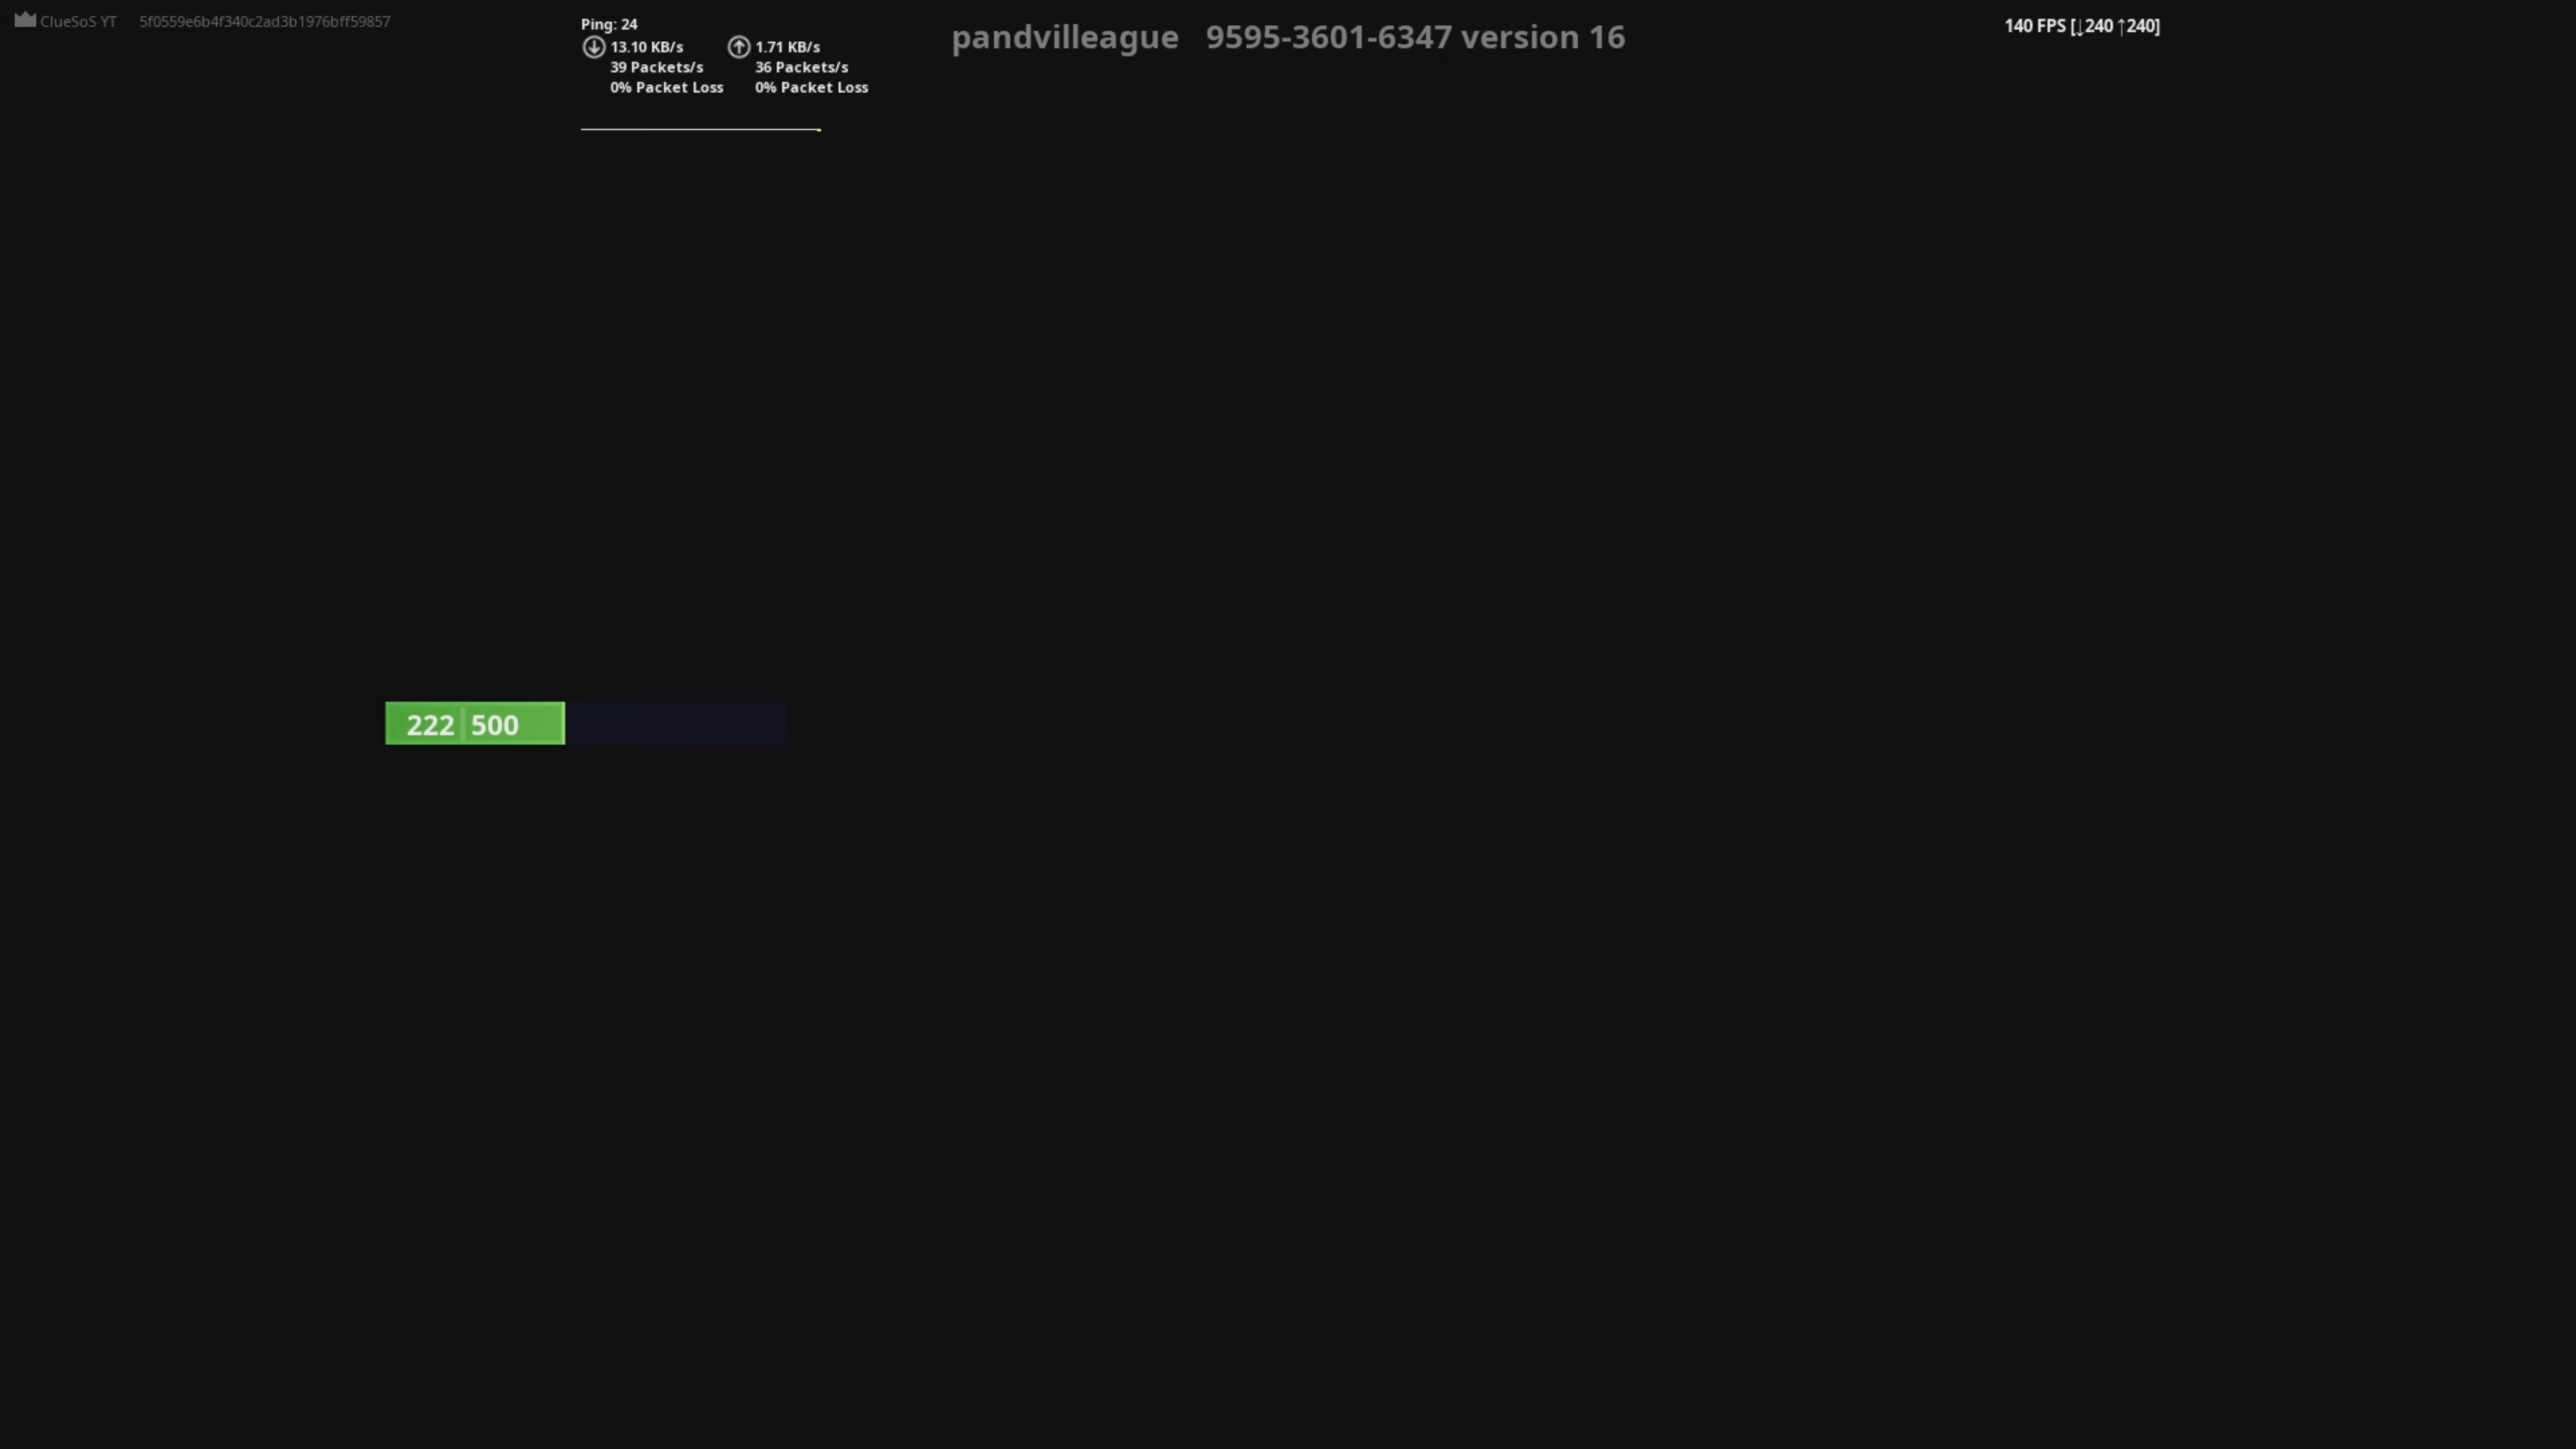 ClueSoS YT 5f0559e6b4f340c2ad3b1976bff59857
Ping: 24
13.10 KB/s 1.71 KB/s
39 Packets/s 36 Packets/s
0% Packet Loss 0% Packet Loss
pandvilleague 9595-3601-6347 version 16
140 FPS [↓240 ↑240]
222 | 500